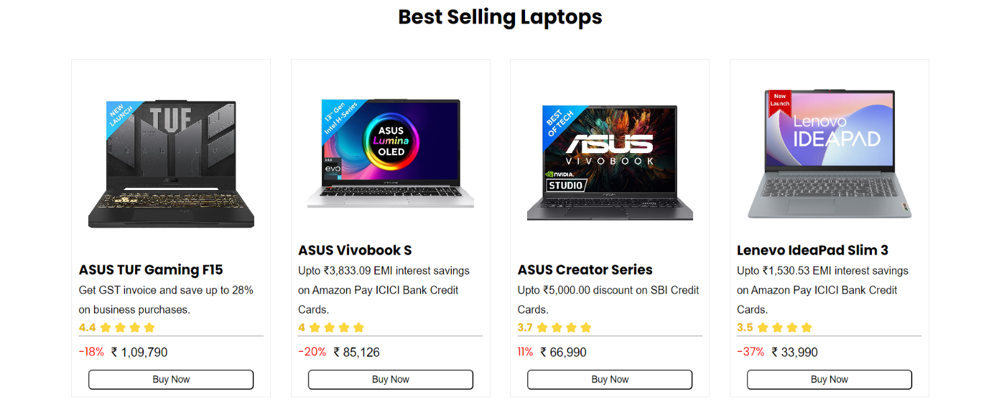 Best Selling Laptops
NEW
LAUNCH
TUF
ASUS TUF Gaming F15
Get GST invoice and save up to 28%
on business purchases.
4.4
-18% ₹ 1,09,790
Buy Now
13th Gen
Intel H-Series
ASUS
Lumina
OLED
intel
evo
ASUS Vivobook S
Upto ₹3,833.09 EMI interest savings
on Amazon Pay ICICI Bank Credit
Cards.
4
-20% ₹ 85,126
Buy Now
BEST
OF TECH
ASUS
VIVOBOOK
NVIDIA.
STUDIO
ASUS Creator Series
Upto ₹5,000.00 discount on SBI Credit
Cards.
3.7
11% ₹ 66,990
Buy Now
New
Launch
Lenovo
IDEAPAD
Lenevo IdeaPad Slim 3
Upto ₹1,530.53 EMI interest savings
on Amazon Pay ICICI Bank Credit
Cards.
3.5
-37% ₹ 33,990
Buy Now